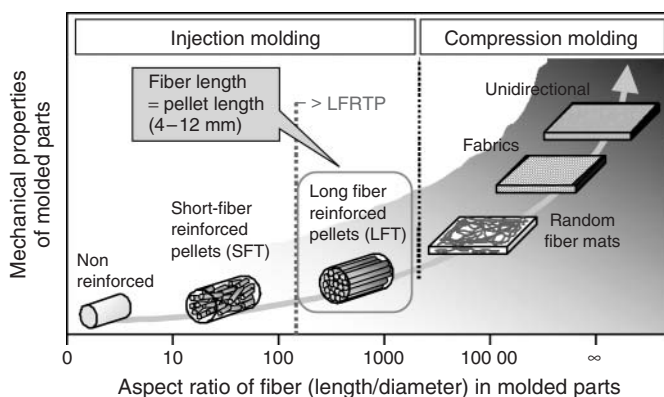 Injection molding
Compression molding
Mechanical properties
of molded parts
Fiber length
= pellet length
(4–12 mm)
> LFRTP
Unidirectional
Fabrics
Random
fiber mats
Long fiber
reinforced
pellets (LFT)
Short-fiber
reinforced
pellets (SFT)
Non
reinforced
0
10
100
1000
100 00
∞
Aspect ratio of fiber (length/diameter) in molded parts